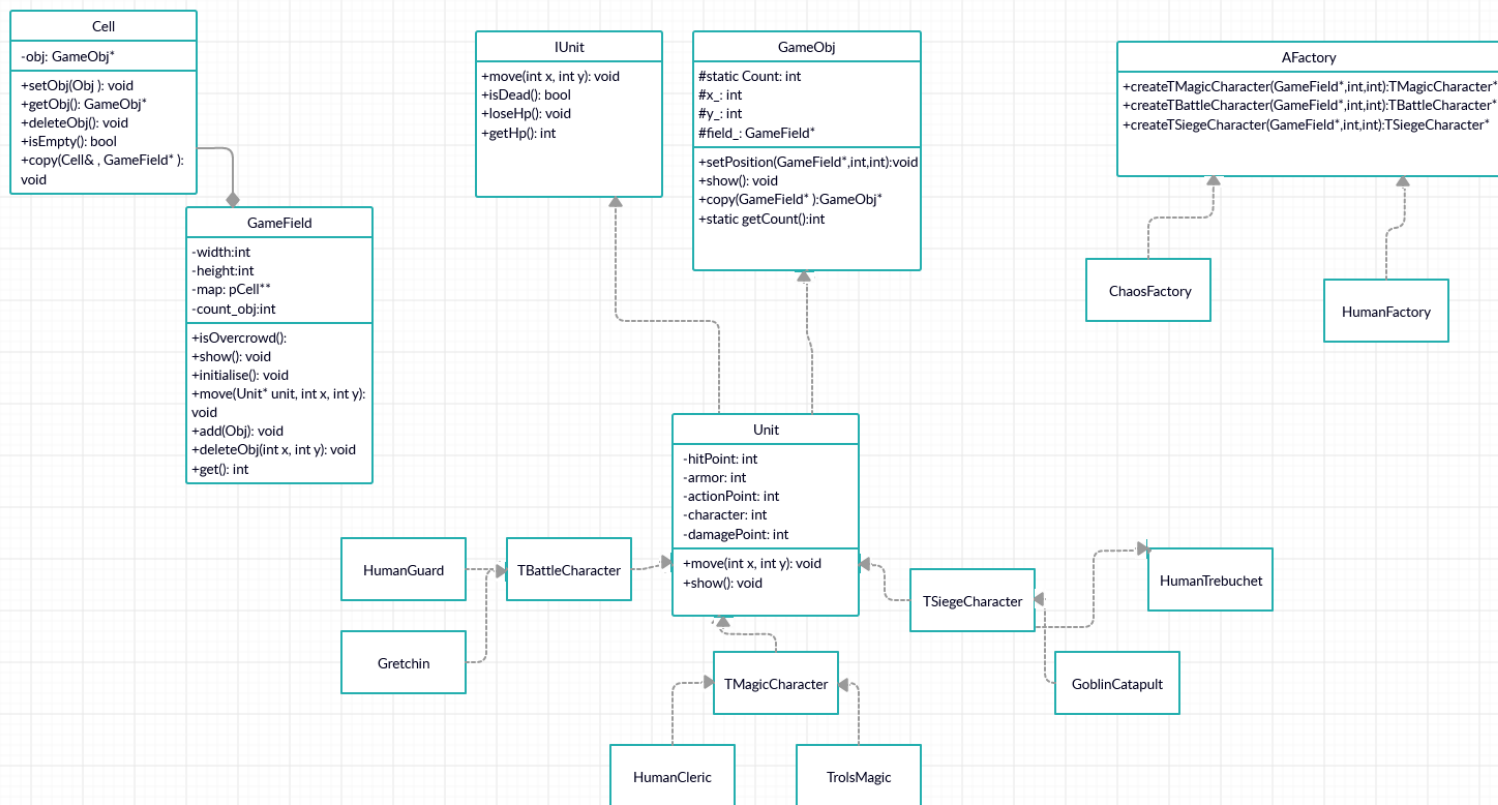 Cell
-obj: GameObj*
+setObj(Obj ): void
+getObj(): GameObj*
+deleteObj(): void
+isEmpty(): bool
+copy(Cell& , GameField* ):
void
GameField
-width:int
-height:int
-map: pCell**
-count_obj:int
+isOvercrowd():
+show(): void
+initialise(): void
+move(Unit* unit, int x, int y):
void
+add(Obj): void
+deleteObj(int x, int y): void
+get(): int
IUnit
+move(int x, int y): void
+isDead(): bool
+loseHp(): void
+getHp(): int
GameObj
#static Count: int
#x_: int
#y_: int
#field_: GameField*
+setPosition(GameField*,int,int):void
+show(): void
+copy(GameField* ):GameObj*
+static getCount():int
AFactory
+createTMagicCharacter(GameField*,int,int):TMagicCharacter*
+createTBattleCharacter(GameField*,int,int):TBattleCharacter*
+createTSiegeCharacter(GameField*,int,int):TSiegeCharacter*
ChaosFactory
HumanFactory
Unit
-hitPoint: int
-armor: int
-actionPoint: int
-character: int
-damagePoint: int
+move(int x, int y): void
+show(): void
HumanGuard
TBattleCharacter
Gretchin
TSiegeCharacter
HumanTrebuchet
GoblinCatapult
TMagicCharacter
HumanCleric
TrolsMagic